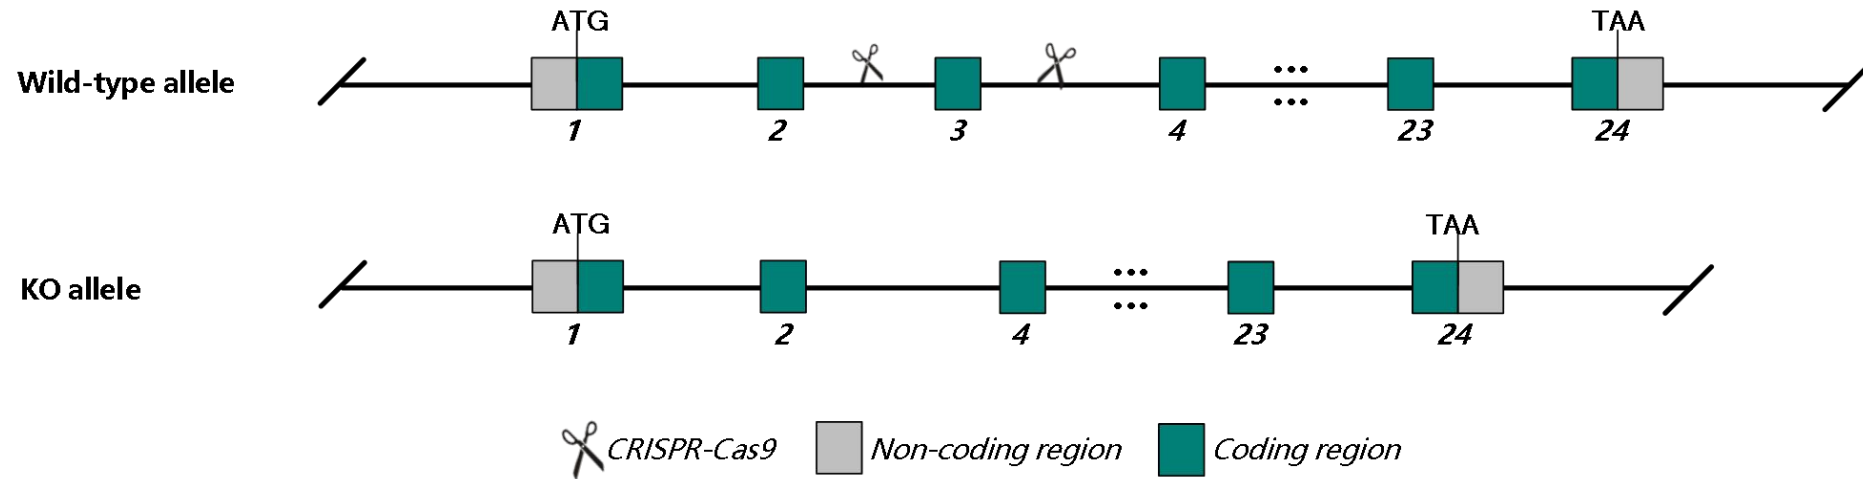 ATG TAA
Wild-type allele
1 2 3 4 23 24
ATG TAA
KO allele
1 2 4 23 24
CRISPR-Cas9 Non-coding region Coding region